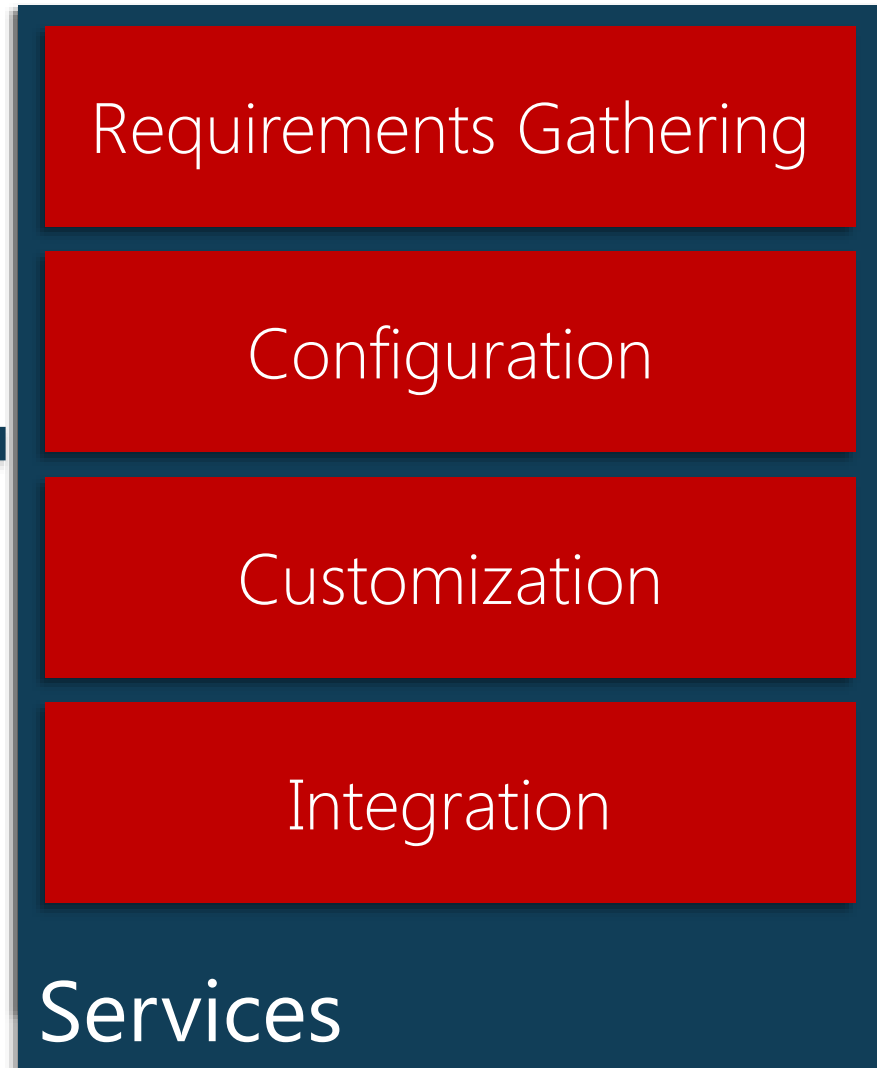 Requirements Gathering
Configuration
Customization
Integration
Services